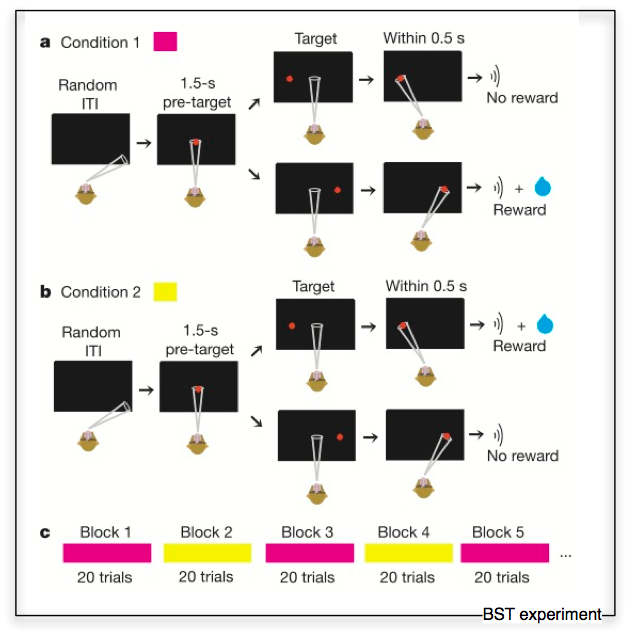 a Condition 1
Target
Within 0.5 s
Random
ITI
1.5-s
pre-target
No reward
+
Reward
b Condition 2
Target
Within 0.5 s
Random
ITI
1.5-s
pre-target
+
Reward
No reward
c
Block 1 Block 2 Block 3 Block 4 Block 5
...
20 trials 20 trials 20 trials 20 trials 20 trials
BST experiment